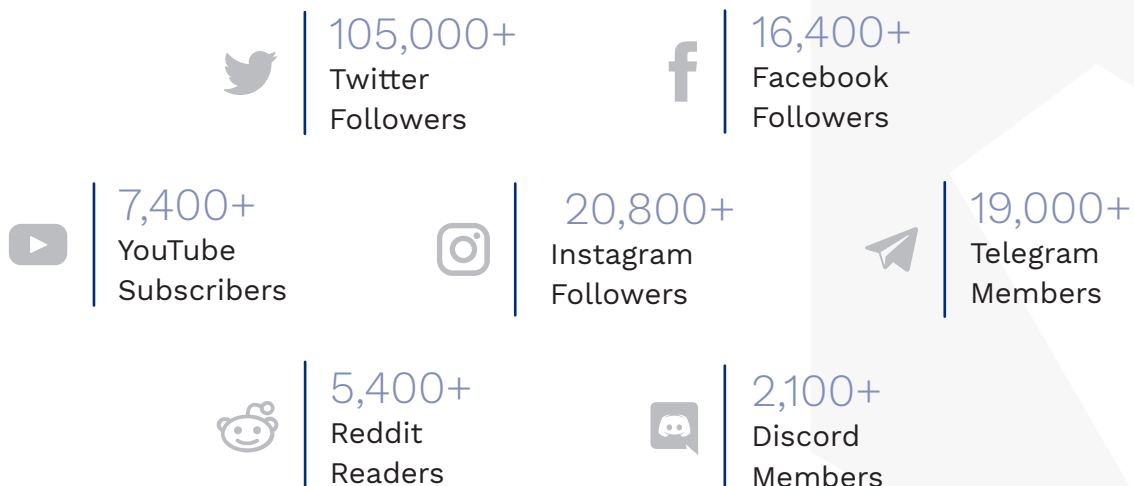 105,000+
Twitter
Followers
16,400+
Facebook
Followers
7,400+
YouTube
Subscribers
20,800+
Instagram
Followers
19,000+
Telegram
Members
5,400+
Reddit
Readers
2,100+
Discord
Members